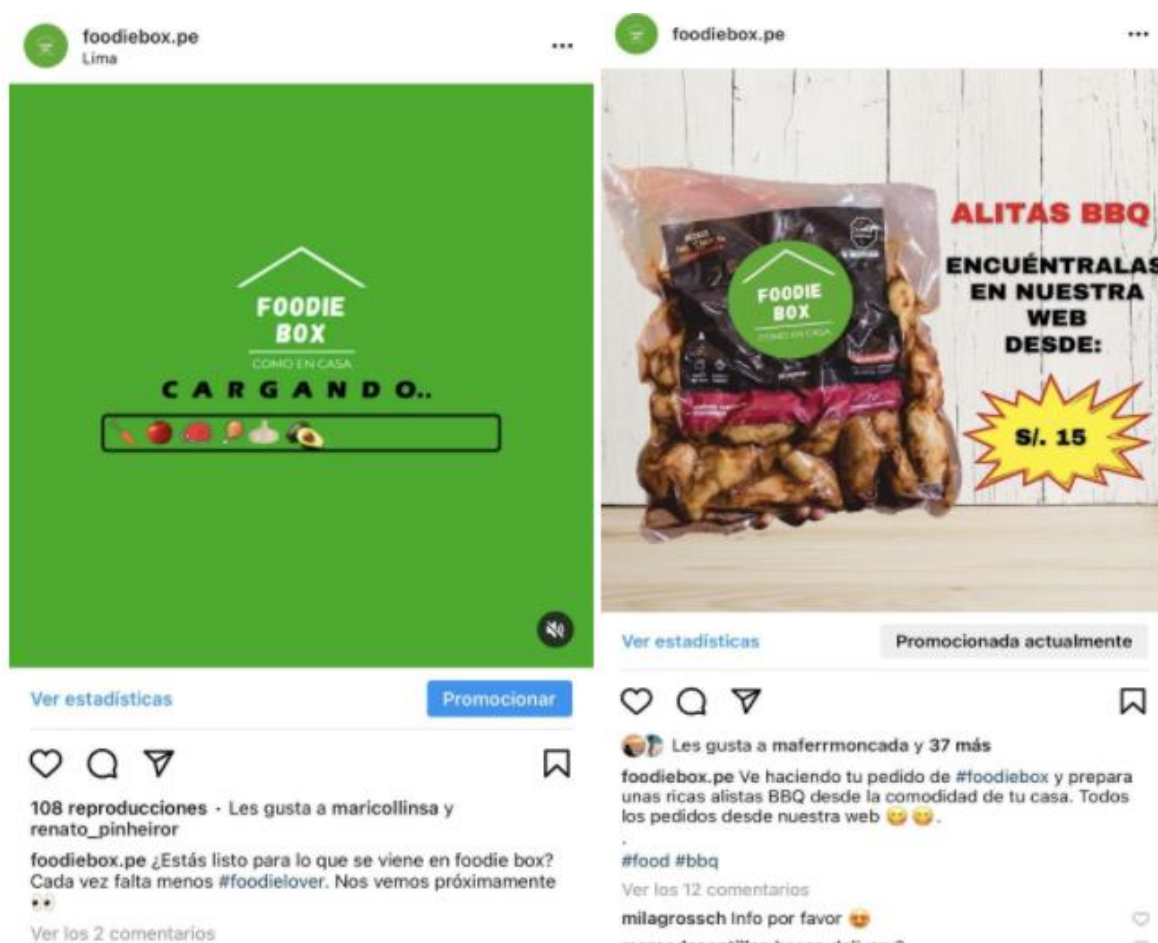 foodiebox.pe
Lima
FOODIE
BOX
COMO EN CASA
CARGANDO..
Ver estadísticas
Promocionar
108 reproducciones · Les gusta a maricollinsa y
renato_pinheiror
foodiebox.pe ¿Estás listo para lo que se viene en foodie box?
Cada vez falta menos #foodielover. Nos vemos próximamente
👀
Ver los 2 comentarios
foodiebox.pe
FOODIE
BOX
COMO EN CASA
ALITAS BBQ
ENCUÉNTRALAS
EN NUESTRA
WEB
DESDE:
S/. 15
Ver estadísticas
Promocionada actualmente
Les gusta a maferrmoncada y 37 más
foodiebox.pe Ve haciendo tu pedido de #foodiebox y prepara
unas ricas alistas BBQ desde la comodidad de tu casa. Todos
los pedidos desde nuestra web 😋😋.
.
#food #bbq
Ver los 12 comentarios
milagrossch Info por favor 😍